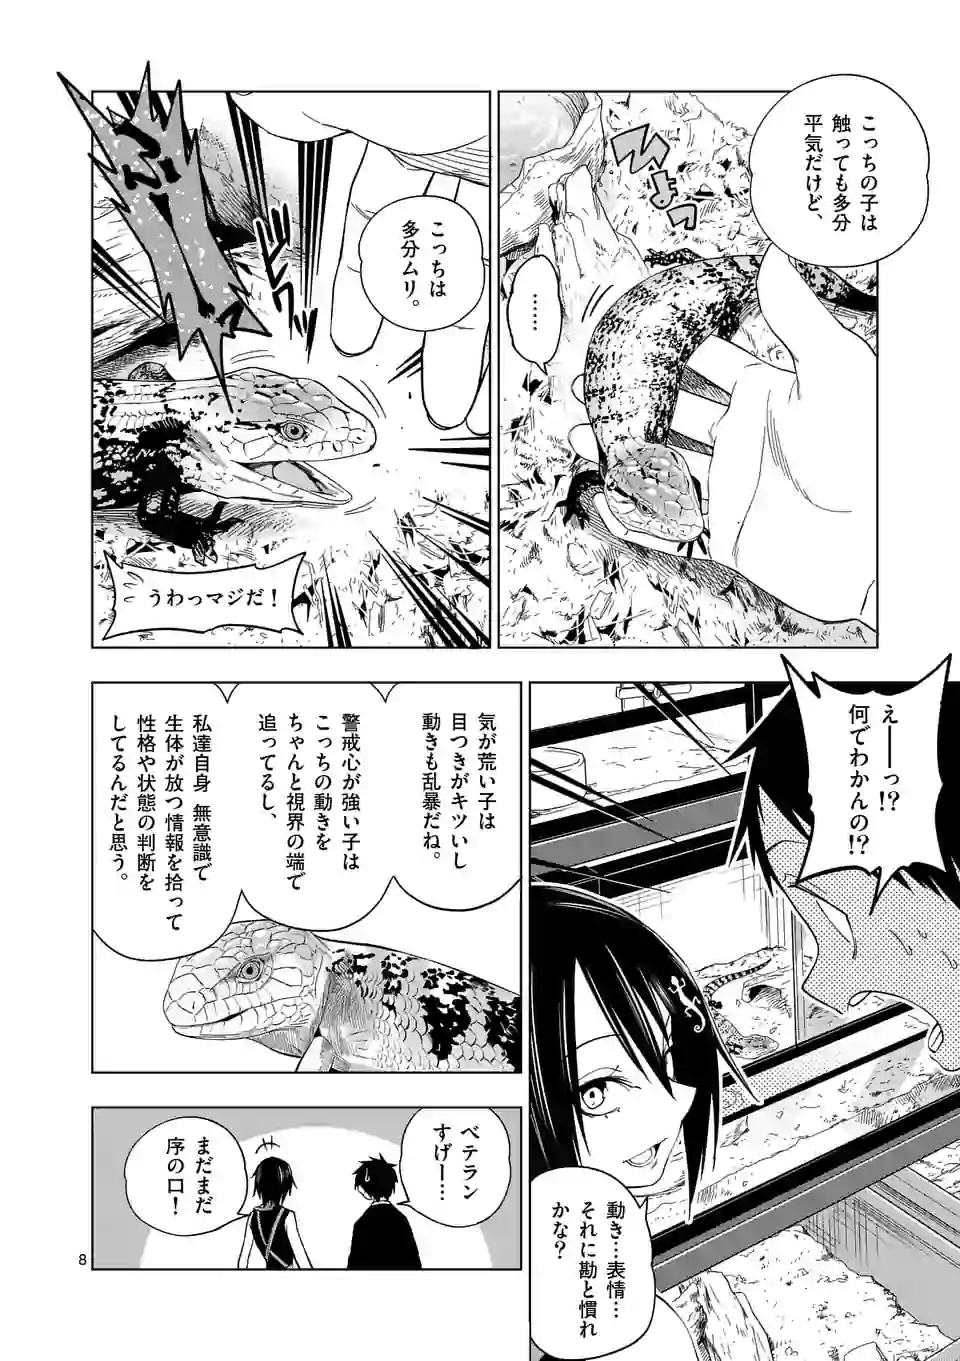 こっちの子は
触っても多分
平気だけど、
ひょっ
………
こっちは
多分ムリ。
うわっマジだ！
えーーっ!?
何でわかんの!?
動き…表情…
それに勘と慣れ
かな？
気が荒い子は
目つきがキツいし
動きも乱暴だね。
警戒心が強い子は
こっちの動きを
ちゃんと視界の端で
追ってるし、
私達自身 無意識で
生体が放つ情報を拾って
性格や状態の判断を
してるんだと思う。
ベテラン
すげー…
まだまだ
序の口！
8